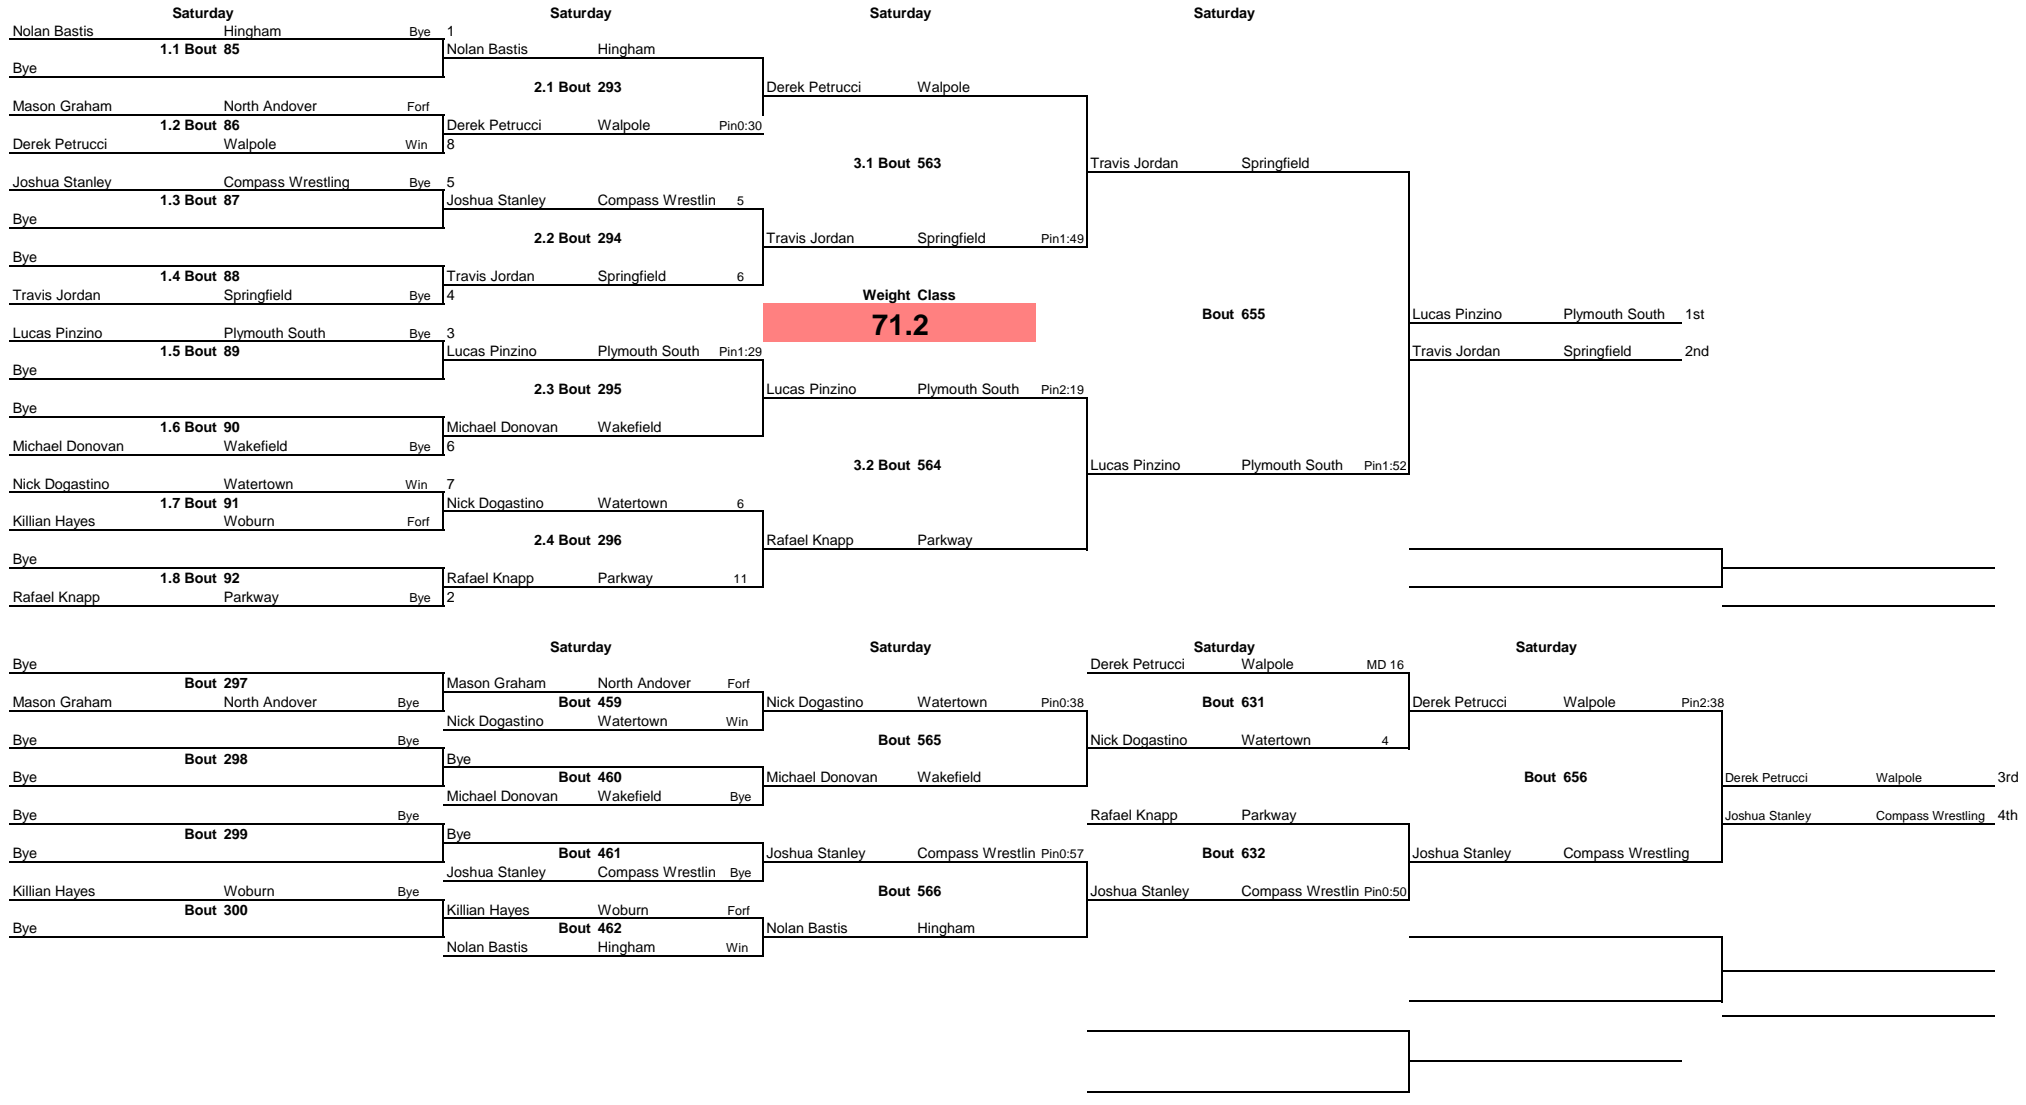 Saturday Saturday Saturday Saturday
Nolan Bastis Hingham Bye 1
1.1 Bout 85 Nolan Bastis Hingham
Bye
2.1 Bout 293 Derek Petrucci Walpole
Mason Graham North Andover Forf
1.2 Bout 86 Derek Petrucci Walpole Pin0:30
Derek Petrucci Walpole Win 8
3.1 Bout 563 Travis Jordan Springfield
Joshua Stanley Compass Wrestling Bye 5
1.3 Bout 87 Joshua Stanley Compass Wrestlin 5
Bye
2.2 Bout 294 Travis Jordan Springfield Pin1:49
Bye
1.4 Bout 88 Travis Jordan Springfield 6
Travis Jordan Springfield Bye 4 Weight Class
71.2 Bout 655 Lucas Pinzino Plymouth South 1st
Lucas Pinzino Plymouth South Bye 3
1.5 Bout 89 Lucas Pinzino Plymouth South Pin1:29 Travis Jordan Springfield 2nd
Bye
2.3 Bout 295 Lucas Pinzino Plymouth South Pin2:19
Bye
1.6 Bout 90 Michael Donovan Wakefield
Michael Donovan Wakefield Bye 6
3.2 Bout 564 Lucas Pinzino Plymouth South Pin1:52
Nick Dogastino Watertown Win 7
1.7 Bout 91 Nick Dogastino Watertown 6
Killian Hayes Woburn Forf
2.4 Bout 296 Rafael Knapp Parkway
Bye
1.8 Bout 92 Rafael Knapp Parkway 11
Rafael Knapp Parkway Bye 2
Saturday Saturday Saturday Saturday
Bye Derek Petrucci Walpole MD 16
Bout 297 Mason Graham North Andover Forf
Mason Graham North Andover Bye Bout 459 Nick Dogastino Watertown Pin0:38 Bout 631 Derek Petrucci Walpole Pin2:38
Nick Dogastino Watertown Win
Bye Bye Bout 565 Nick Dogastino Watertown 4
Bout 298 Bye
Bye Bout 460 Michael Donovan Wakefield Bout 656 Derek Petrucci Walpole 3rd
Michael Donovan Wakefield Bye
Bye Bye Rafael Knapp Parkway Joshua Stanley Compass Wrestling 4th
Bout 299 Bye
Bye Bout 461 Joshua Stanley Compass Wrestlin Pin0:57 Bout 632 Joshua Stanley Compass Wrestling
Joshua Stanley Compass Wrestlin Bye
Killian Hayes Woburn Bye Bout 566 Joshua Stanley Compass Wrestlin Pin0:50
Bout 300 Killian Hayes Woburn Forf
Bye Bout 462 Nolan Bastis Hingham
Nolan Bastis Hingham Win